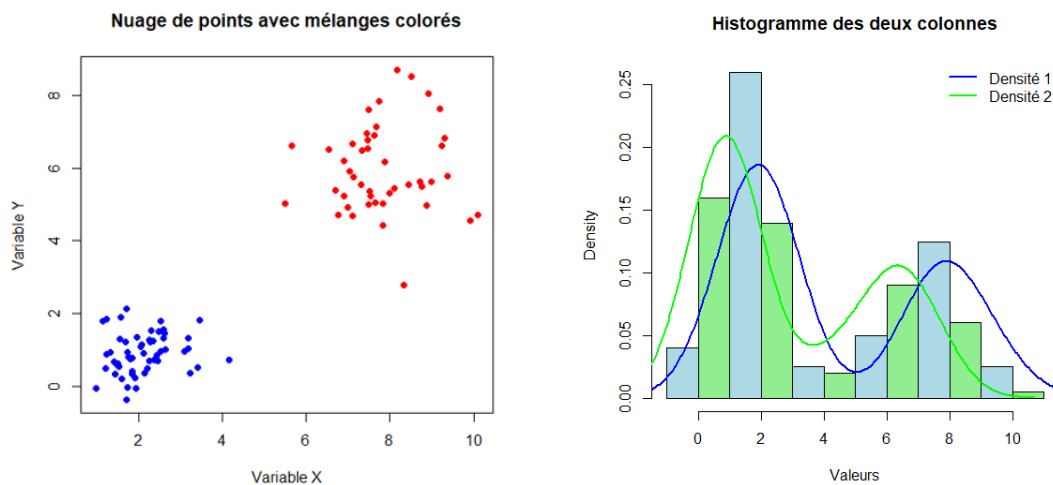 Nuage de points avec mélanges colorés
Variable Y
8
6
4
2
0
2 4 6 8 10
Variable X
Histogramme des deux colonnes
Densité 1
Densité 2
Density
0.25
0.20
0.15
0.10
0.05
0.00
0 2 4 6 8 10
Valeurs